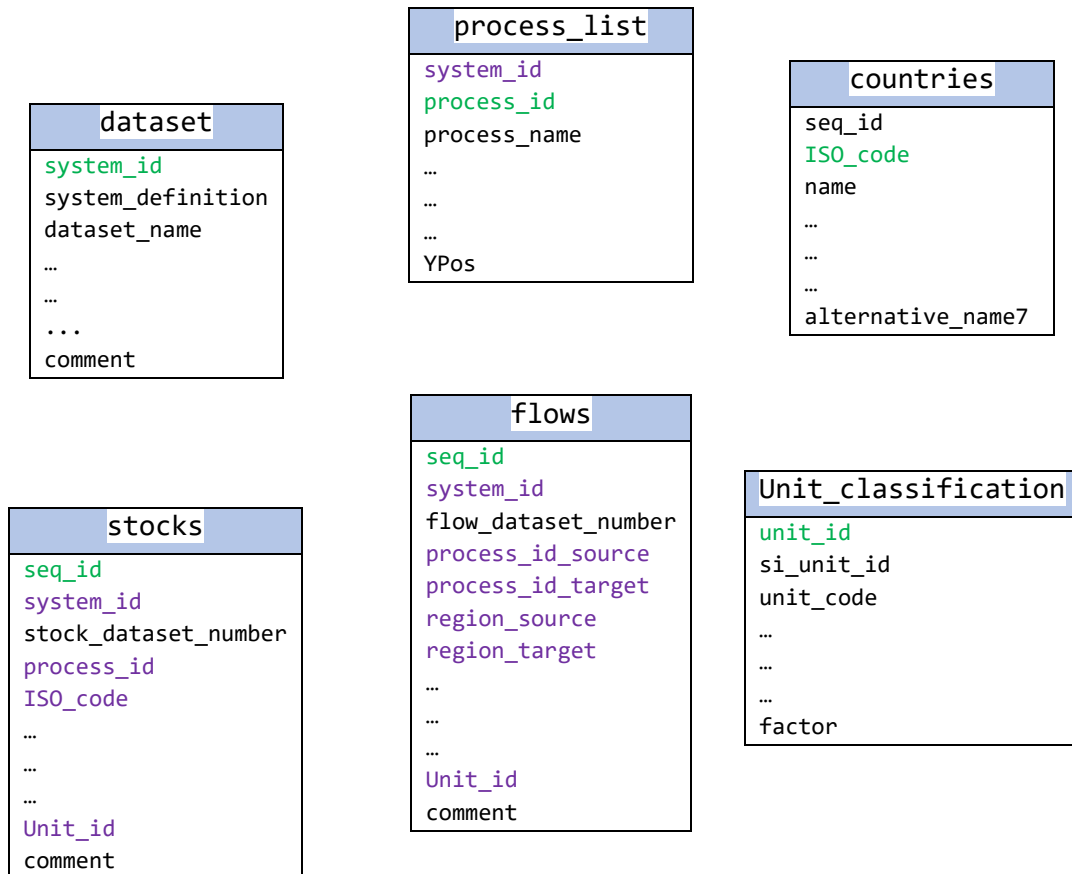 process_list
system_id
process_id
process_name
…
…
…
YPos
countries
seq_id
ISO_code
name
…
…
…
alternative_name7
dataset
system_id
system_definition
dataset_name
…
…
...
comment
flows
seq_id
system_id
flow_dataset_number
process_id_source
process_id_target
region_source
region_target
…
…
…
Unit_id
comment
Unit_classification
unit_id
si_unit_id
unit_code
…
…
…
factor
stocks
seq_id
system_id
stock_dataset_number
process_id
ISO_code
…
…
…
Unit_id
comment